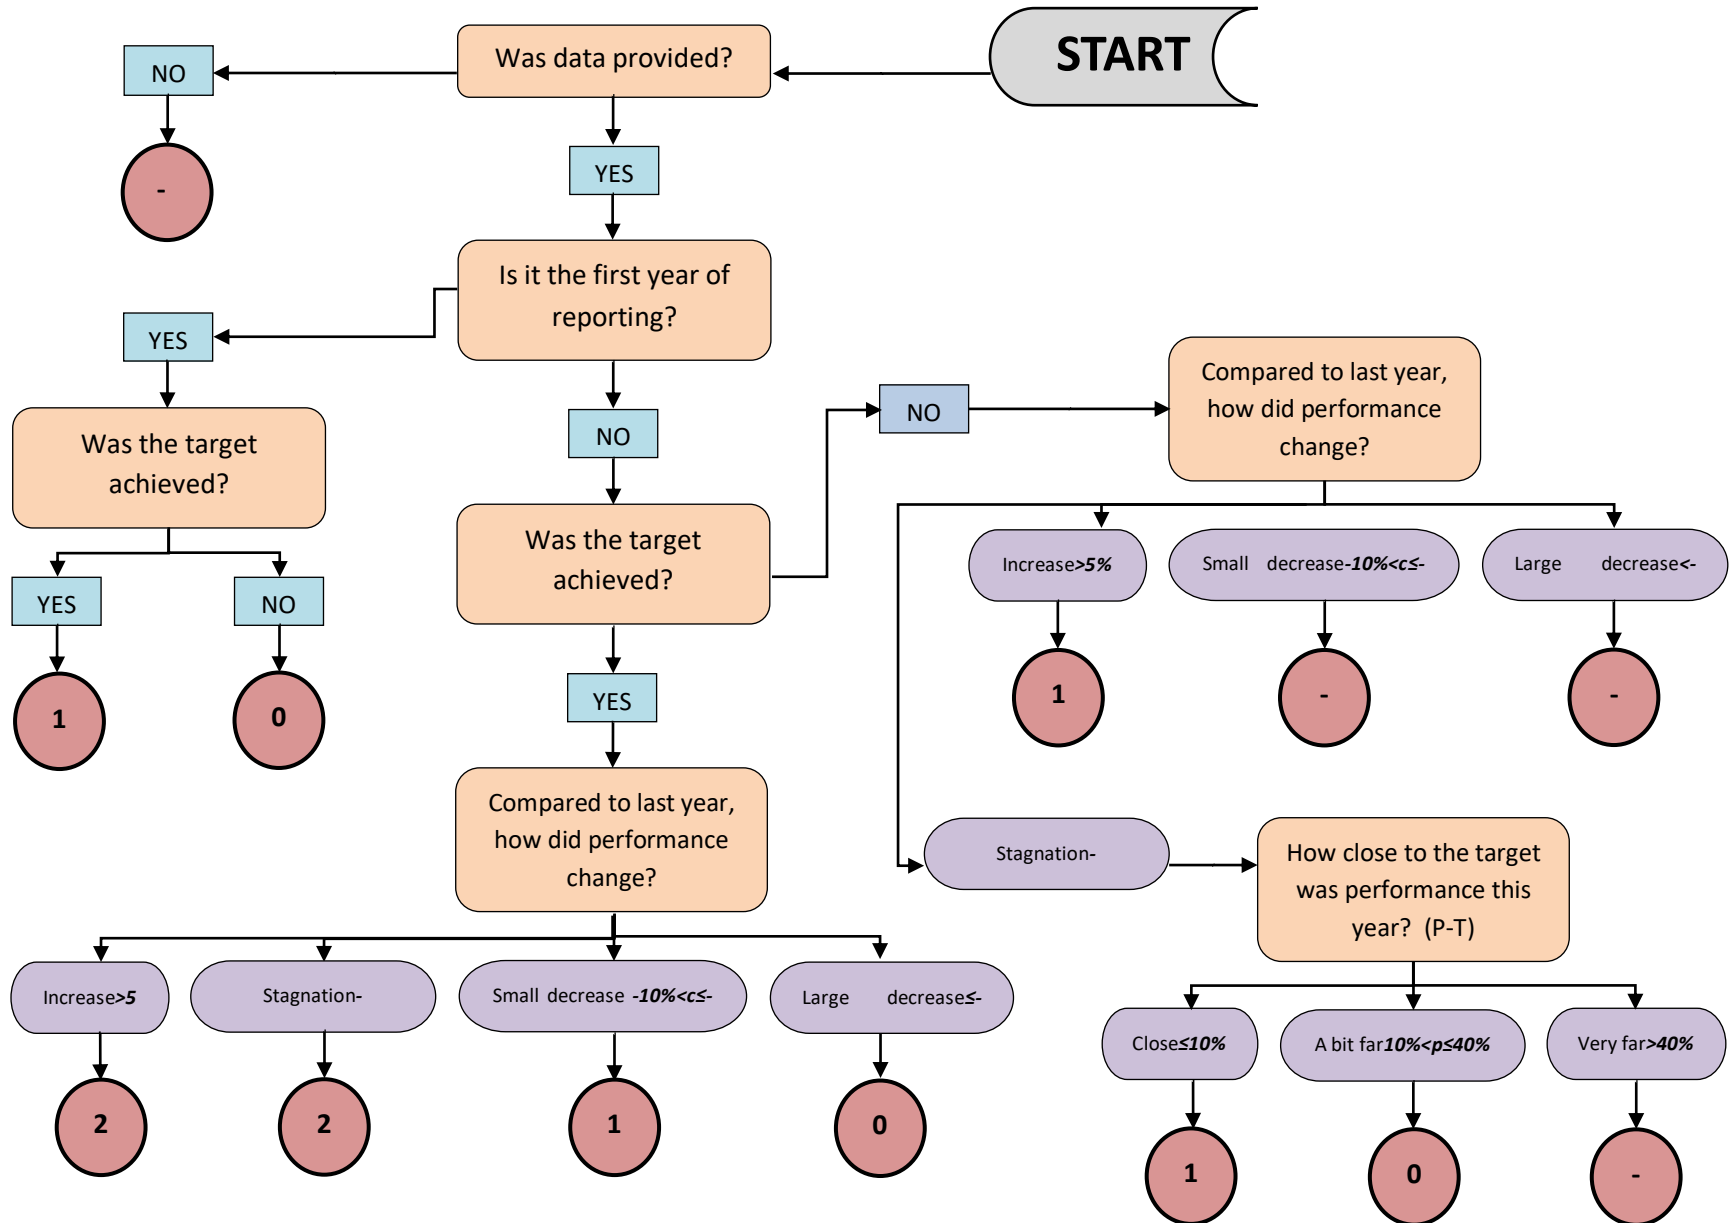 START
Was data provided?
NO
-
YES
Is it the first year of
reporting?
YES
Was the target
achieved?
YES
NO
1
0
NO
Was the target
achieved?
NO
Compared to last year,
how did performance
change?
Increase>5%
Small decrease-10%<c≤-
Large decrease<-
1
-
-
Stagnation-
How close to the target
was performance this
year? (P-T)
Close≤10%
A bit far10%<p≤40%
Very far>40%
1
0
-
YES
Compared to last year,
how did performance
change?
Increase>5
Stagnation-
Small decrease -10%<c≤-
Large decrease≤-
2
2
1
0